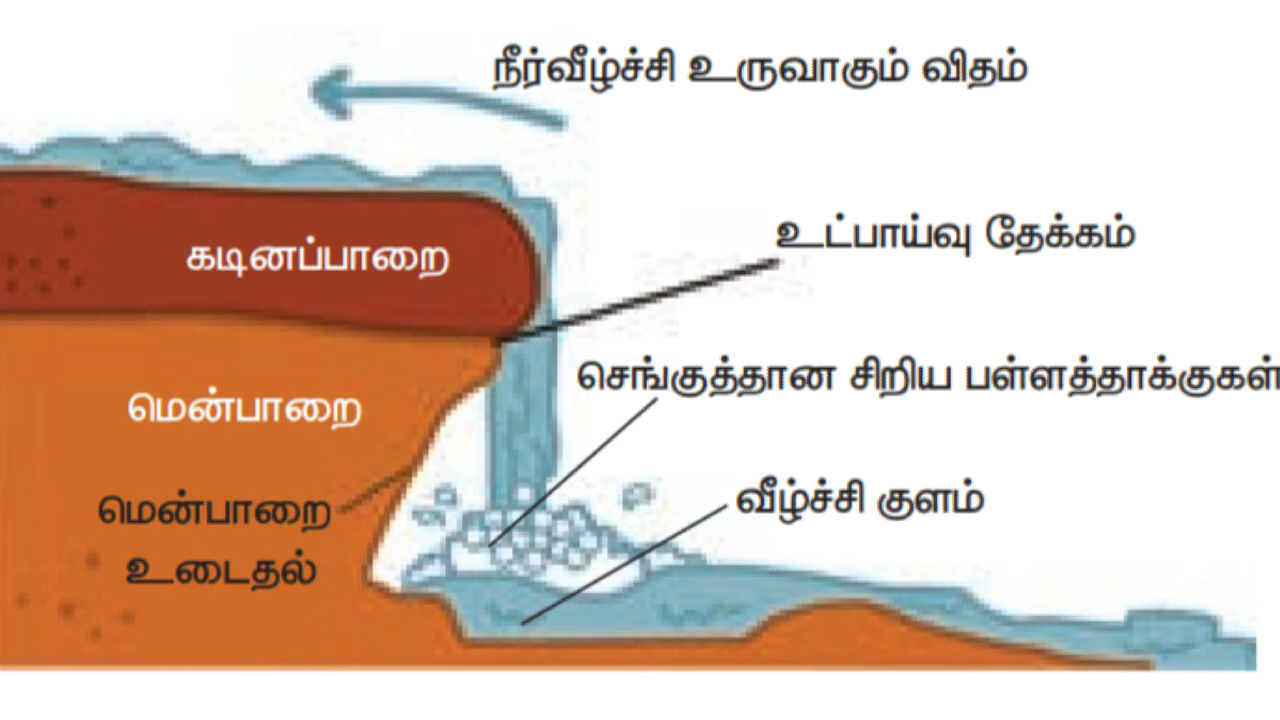 நீர்வீழ்ச்சி உருவாகும் விதம்
உட்பாய்வு தேக்கம்
கடினப்பாறை
செங்குத்தான சிறிய பள்ளத்தாக்குகள்
மென்பாறை
வீழ்ச்சி குளம்
மென்பாறை
உடைதல்